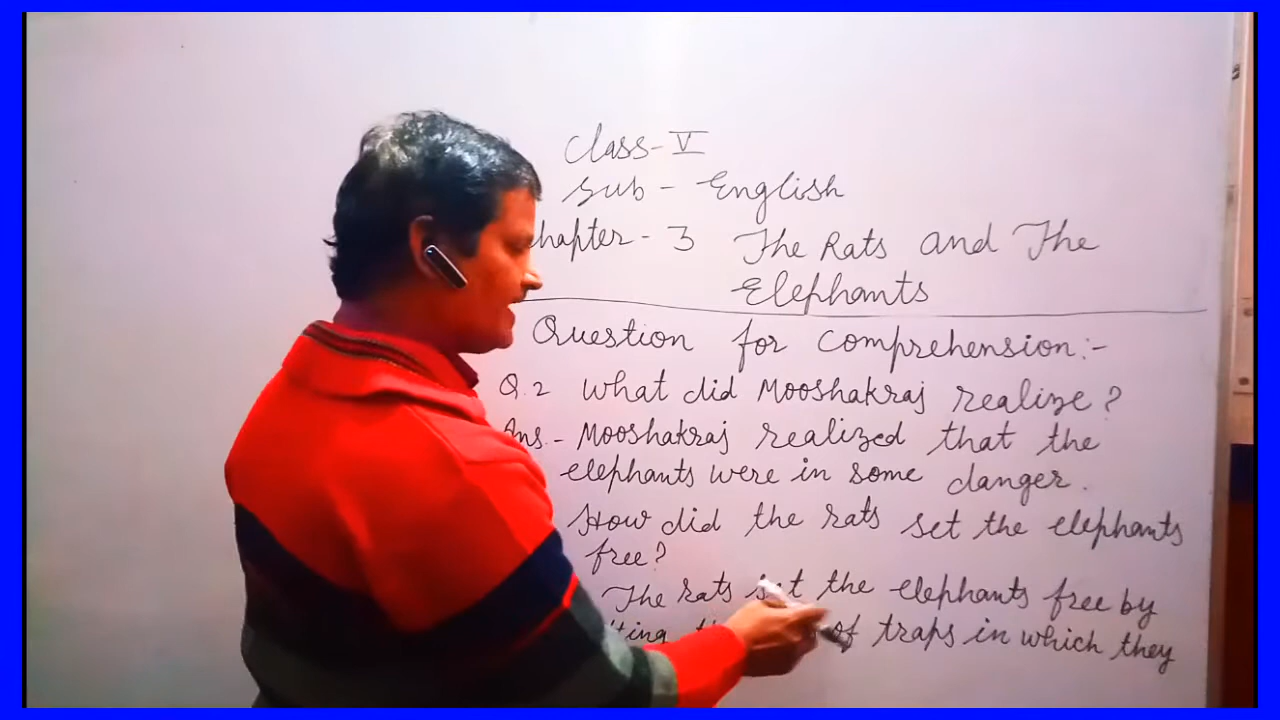 Class - V
Sub - English
hapter - 3 The Rats and The
Elephants
Question for comprehension:-
Q.2 What did Mooshakraj realize?
Ans. - Mooshakraj realized that the
elephants were in some danger.
How did the rats set the elephants
free?
The rats set the elephants free by
of traps in which they